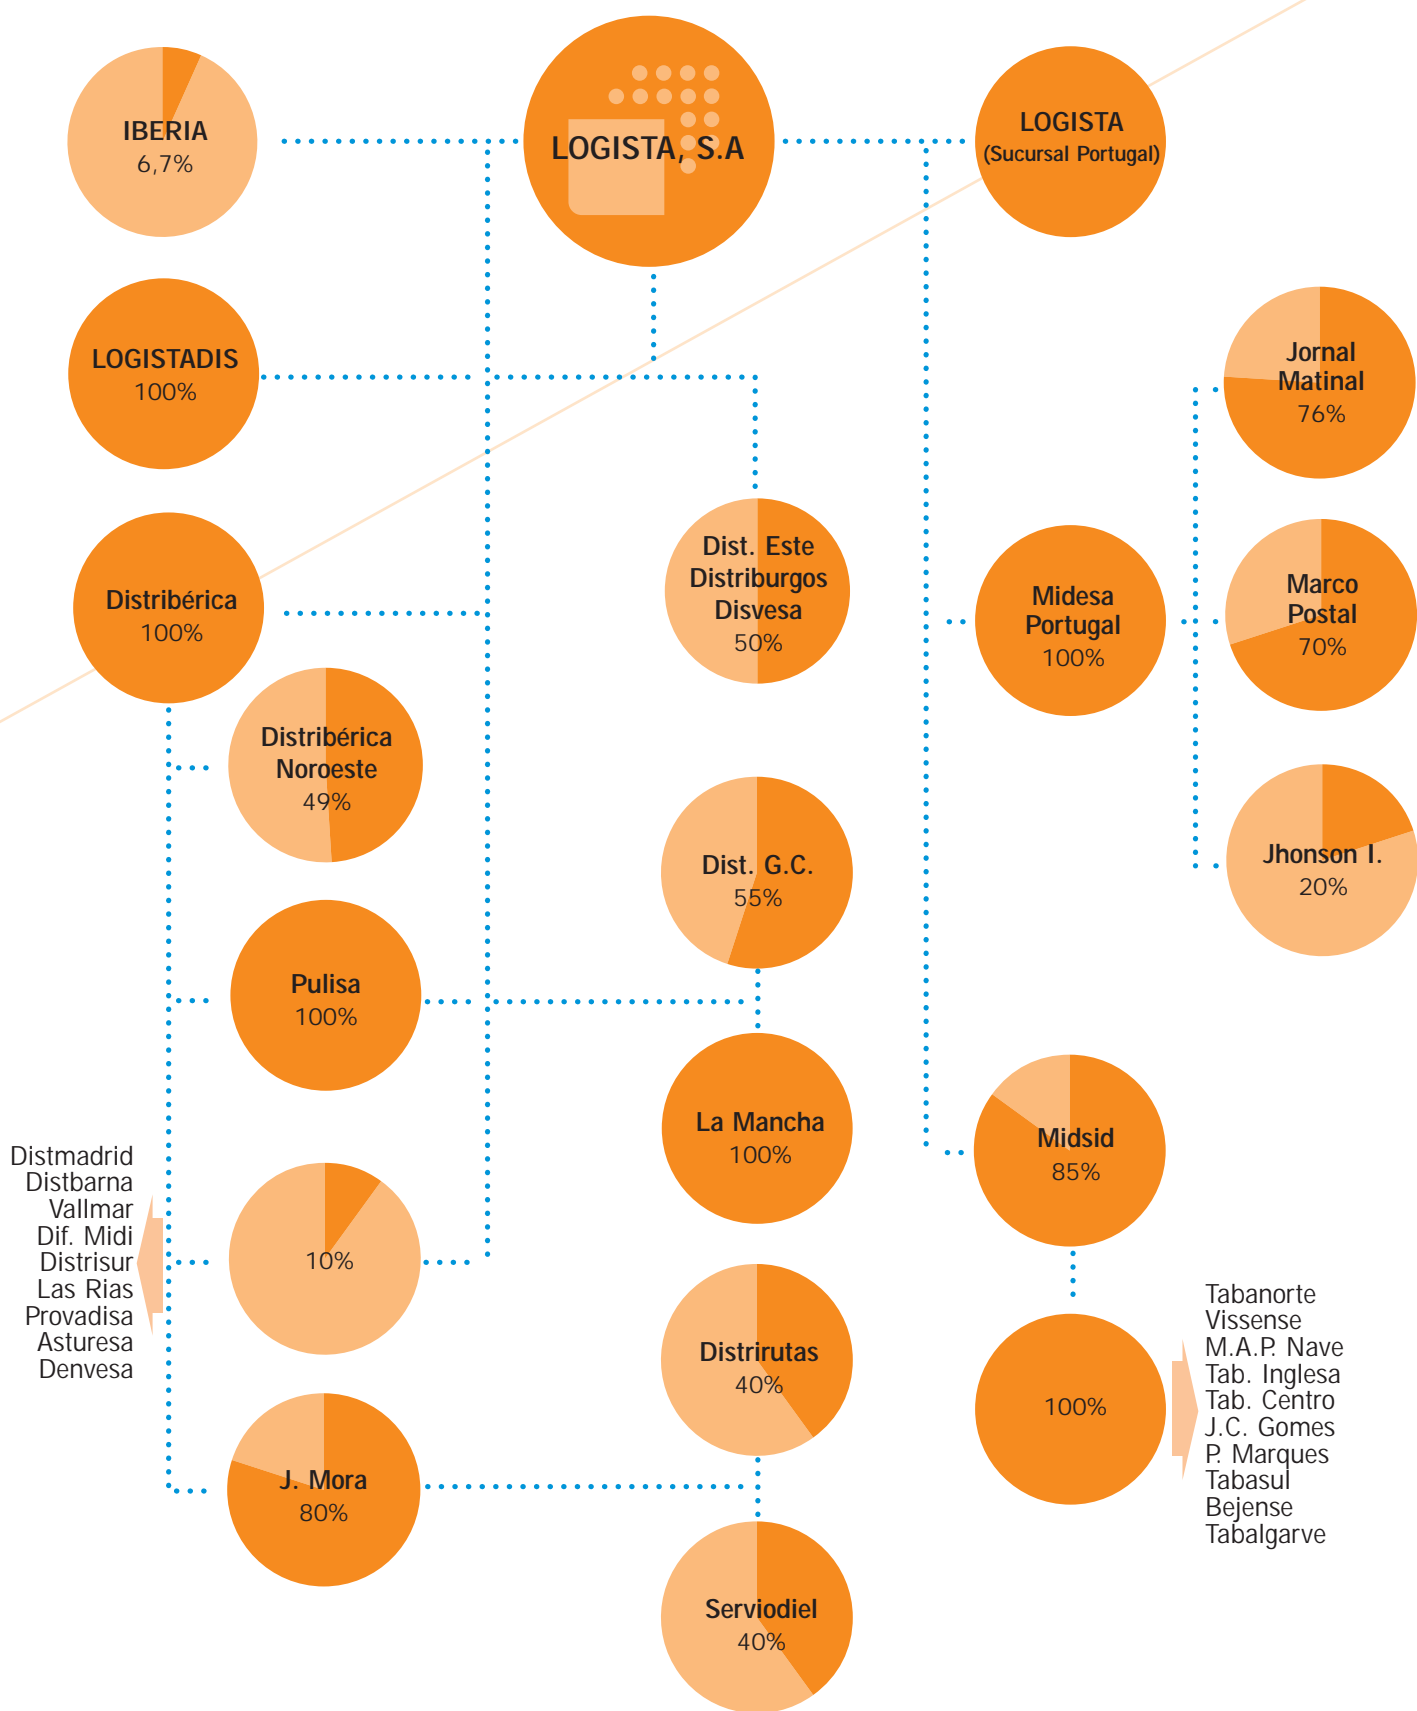 IBERIA
6,7%
LOGISTA, S.A
LOGISTA
(Sucursal Portugal)
LOGISTADIS
100%
Jornal
Matinal
76%
Distribérica
100%
Dist. Este
Distriburgos
Disvesa
50%
Midesa
Portugal
100%
Marco
Postal
70%
Distribérica
Noroeste
49%
Dist. G.C.
55%
Jhonson I.
20%
Pulisa
100%
La Mancha
100%
Midsid
85%
Distmadrid
Distbarna
Vallmar
Dif. Midi
Distrisur
Las Rias
Provadisa
Asturesa
Denvesa
10%
Distrirutas
40%
100%
Tabanorte
Vissense
M.A.P. Nave
Tab. Inglesa
Tab. Centro
J.C. Gomes
P. Marques
Tabasul
Bejense
Tabalgarve
J. Mora
80%
Serviodiel
40%